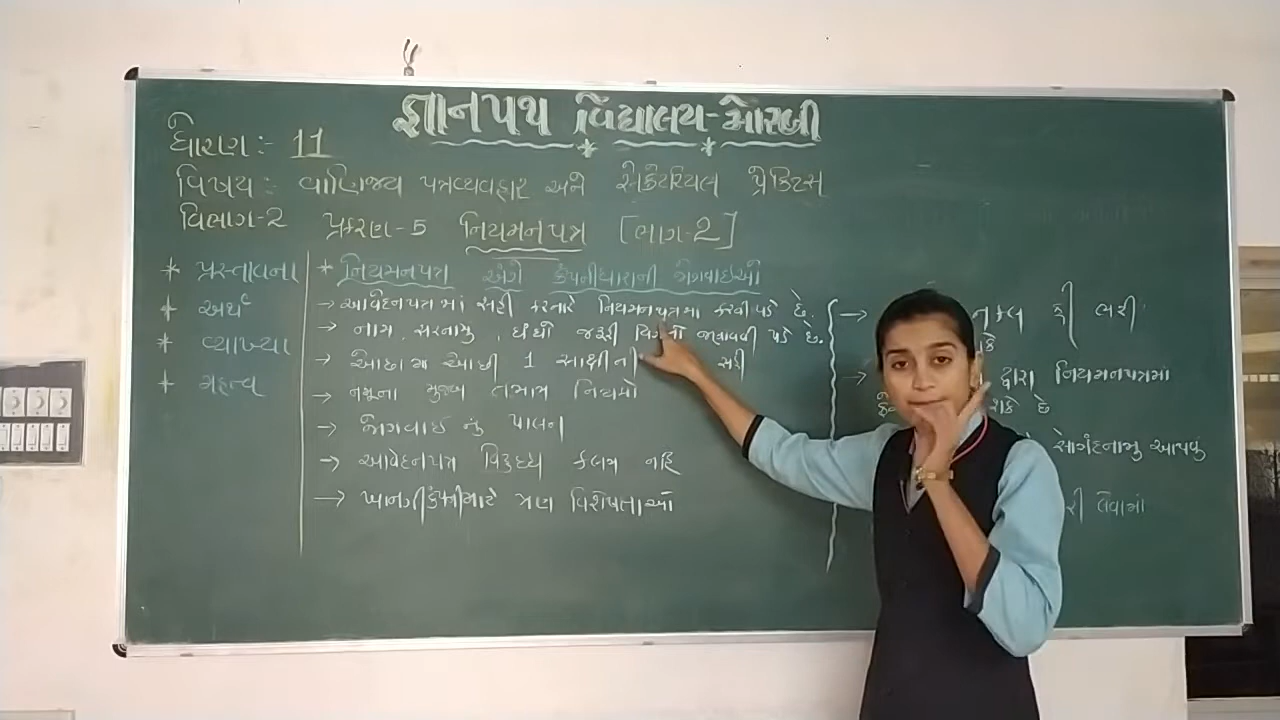 જ્ઞાનપથ વિદ્યાલય-મોરબી
ધોરણ :- 11
વિષય : વાણિજ્ય પત્રવ્યવહાર અને સેક્રેટરિયલ પ્રેક્ટિસ
વિભાગ-2 પ્રકરણ-5 નિયમનપત્ર [ભાગ-2]
* પ્રસ્તાવના
* અર્થ
* વ્યાખ્યા
* મહત્વ
* નિયમનપત્ર અંગે કંપનીધારાની જોગવાઈઓ
→ આવેદનપત્રમાં સહી કરનારે નિયમનપત્રમા કરવી પડે છે.
→ નામ, સરનામુ, ધંધો જરૂરી વિગતો જણાવવી પડે છે.
→ ઓછામાં ઓછી 1 સાક્ષીની સહી
→ નમૂના મુજબ તમામ નિયમો
→ જોગવાઈ નું પાલન
→ આવેદનપત્ર વિરુધ્ધ કલમ નહિ
→ ખાનગી કંપની માટે ત્રણ વિશેષતાઓ
→ નકલ ફી ભરી
→ દ્વારા નિયમનપત્રમાં
શકે છે
સોગંદનામુ આપવું
લેવામાં